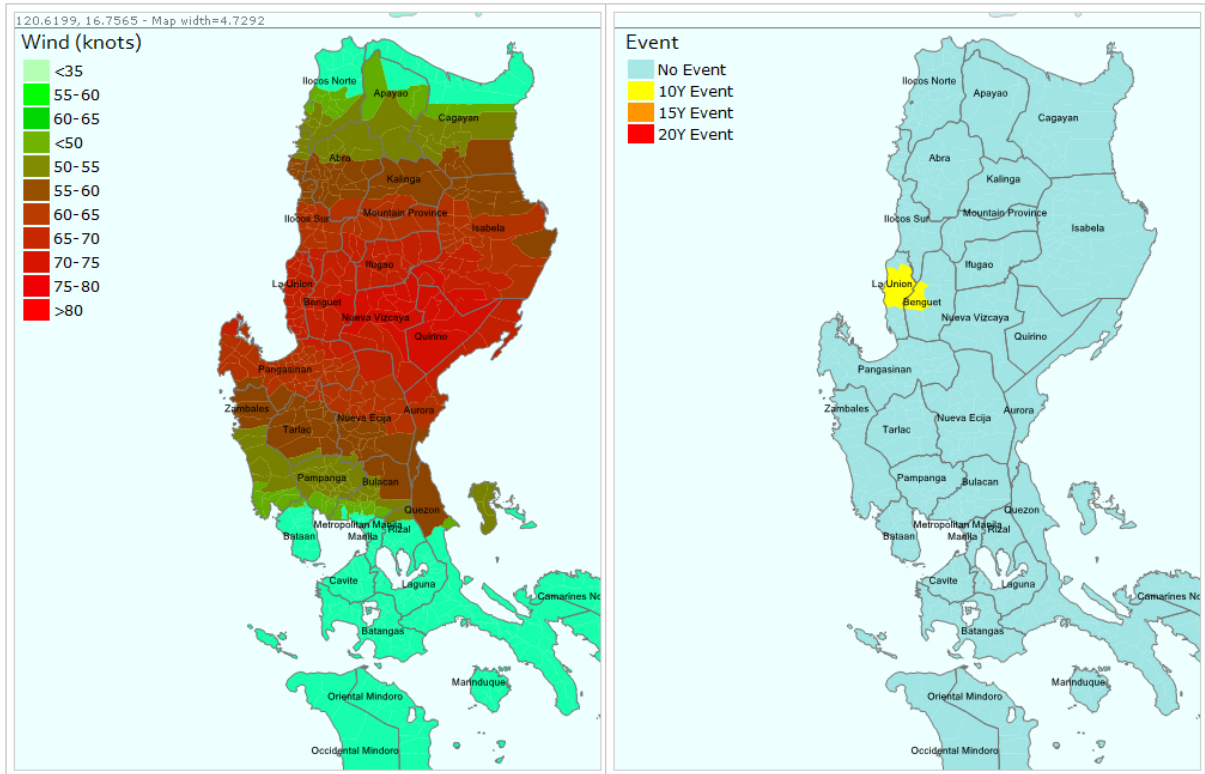 120.6199, 16.7565 - Map width=4.7292
Wind (knots)
<35
55-60
60-65
<50
50-55
55-60
60-65
65-70
70-75
75-80
>80
Ilocos Norte
Apayao
Cagayan
Abra
Kalinga
Ilocos Sur
Mountain Province
Isabela
Ifugao
La Union
Benguet
Nueva Vizcaya
Quirino
Pangasinan
Zambales
Nueva Ecija
Aurora
Tarlac
Pampanga
Bulacan
Quezon
Metropolitan Manila
Bataan
Manila
Rizal
Cavite
Laguna
Camarines No
Batangas
Marinduque
Oriental Mindoro
Occidental Mindoro
Event
No Event
10Y Event
15Y Event
20Y Event
Ilocos Norte
Apayao
Cagayan
Abra
Kalinga
Ilocos Sur
Mountain Province
Isabela
Ifugao
La Union
Benguet
Nueva Vizcaya
Quirino
Pangasinan
Zambales
Nueva Ecija
Aurora
Tarlac
Pampanga
Bulacan
Quezon
Metropolitan Manila
Bataan
Manila
Rizal
Cavite
Laguna
Camarines No
Batangas
Marinduque
Oriental Mindoro
Occidental Mindoro